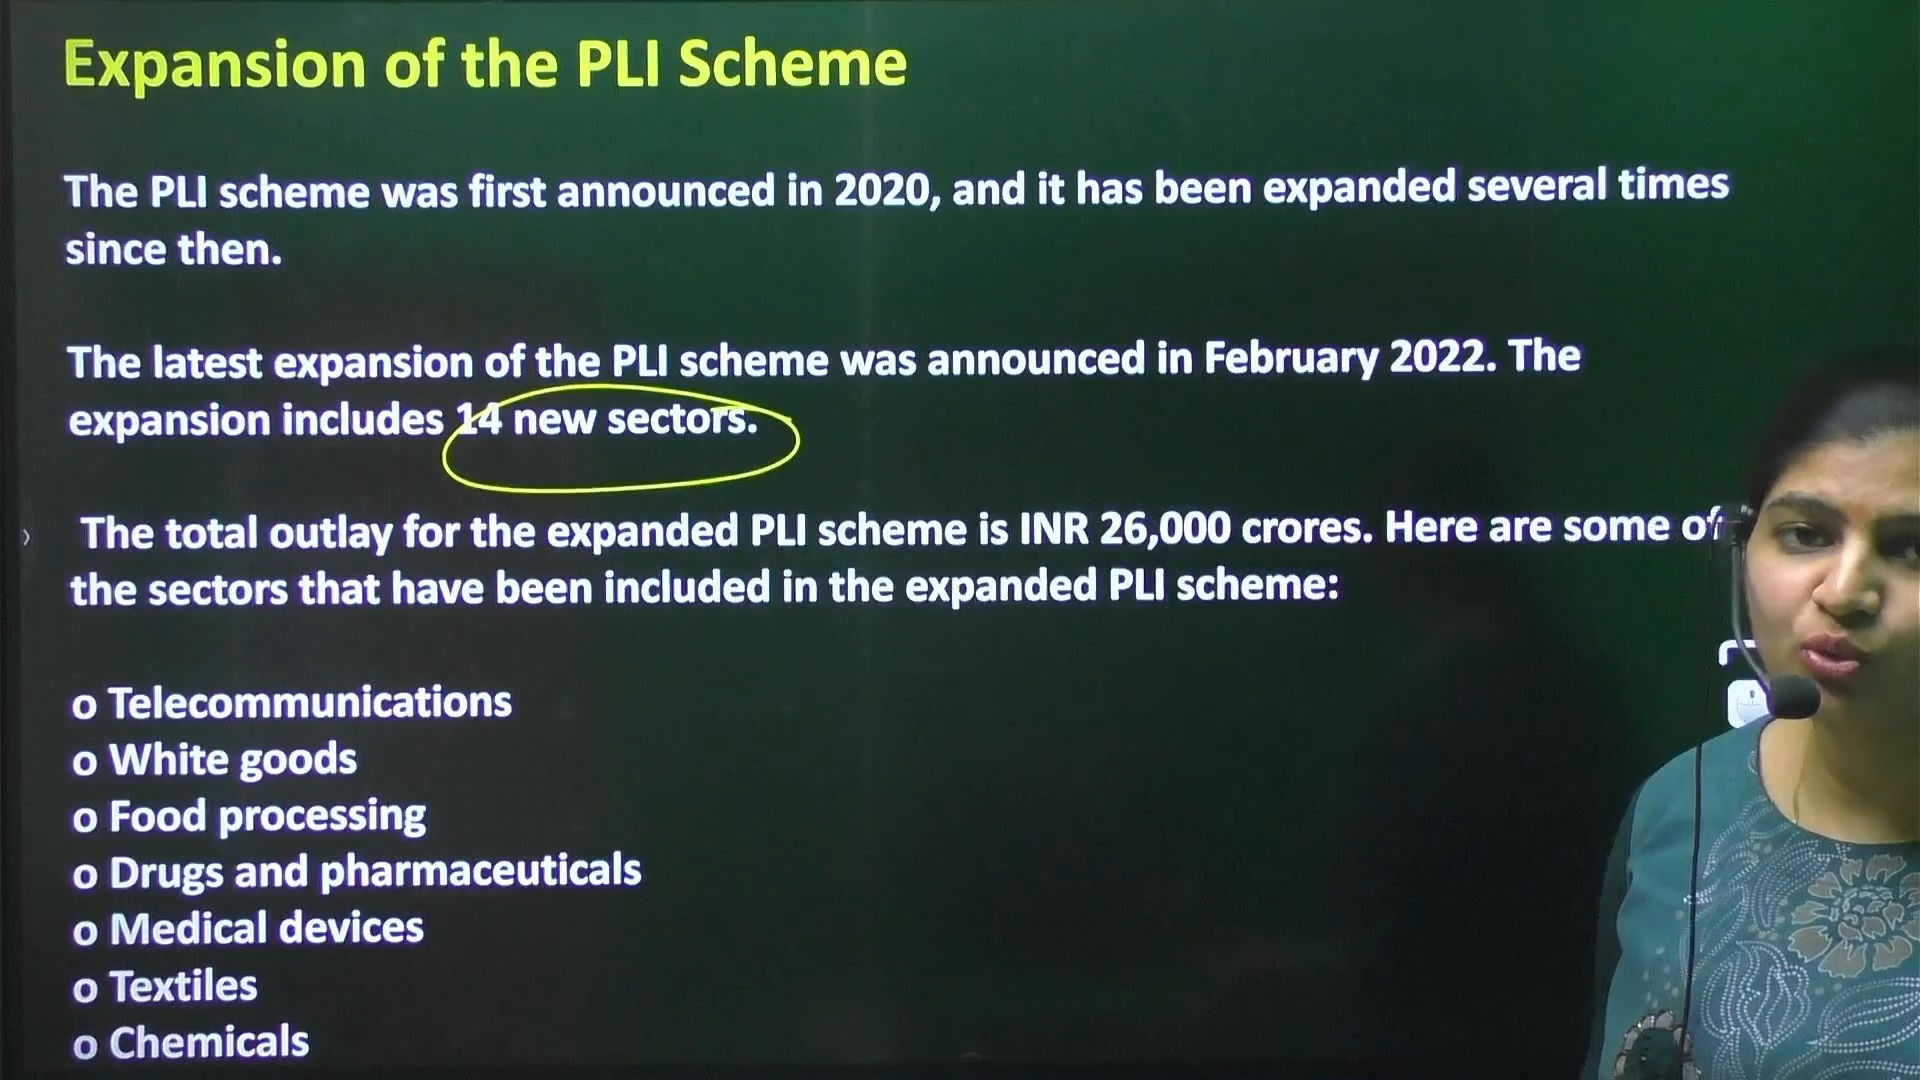 Expansion of the PLI Scheme
The PLI scheme was first announced in 2020, and it has been expanded several times
since then.
The latest expansion of the PLI scheme was announced in February 2022. The
expansion includes 14 new sectors.
The total outlay for the expanded PLI scheme is INR 26,000 crores. Here are some of
the sectors that have been included in the expanded PLI scheme:
o Telecommunications
o White goods
o Food processing
o Drugs and pharmaceuticals
o Medical devices
o Textiles
o Chemicals